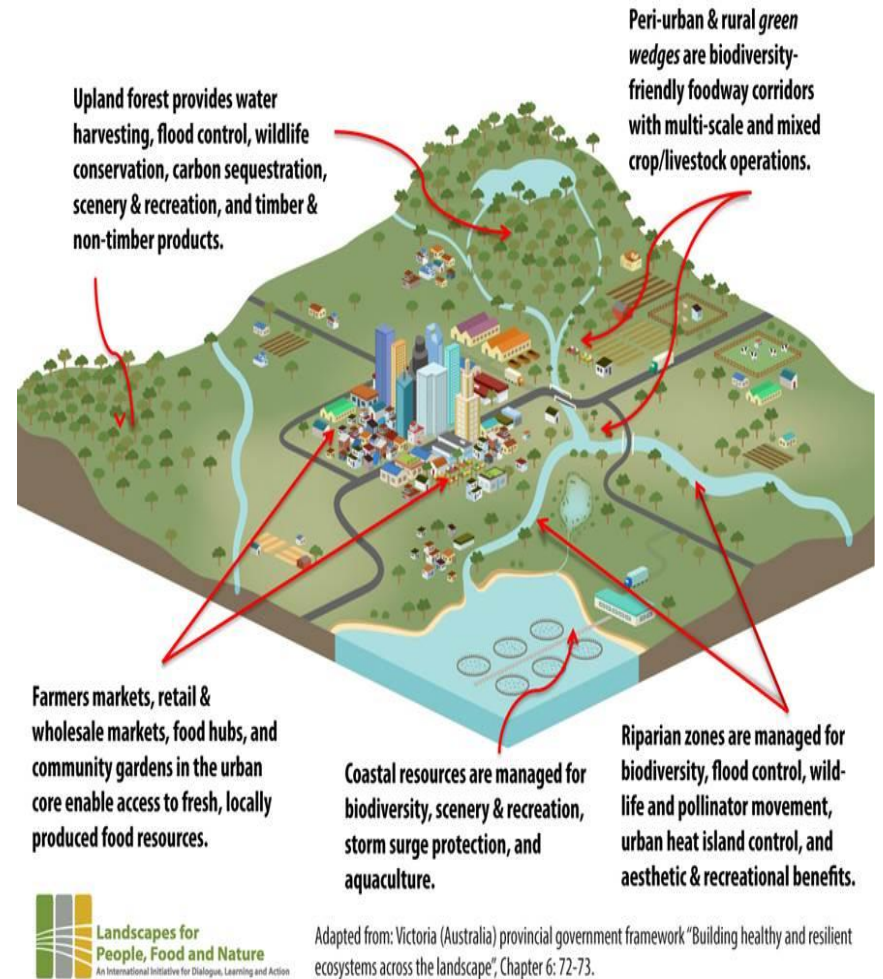 Peri-urban & rural green
wedges are biodiversity-
friendly foodway corridors
with multi-scale and mixed
crop/livestock operations.
Upland forest provides water
harvesting, flood control, wildlife
conservation, carbon sequestration,
scenery & recreation, and timber &
non-timber products.
Farmers markets, retail &
wholesale markets, food hubs, and
community gardens in the urban
core enable access to fresh, locally
produced food resources.
Coastal resources are managed for
biodiversity, scenery & recreation,
storm surge protection, and
aquaculture.
Riparian zones are managed for
biodiversity, flood control, wild-
life and pollinator movement,
urban heat island control, and
aesthetic & recreational benefits.
Landscapes for
People, Food and Nature
An International Initiative for Dialogue, Learning and Action
Adapted from: Victoria (Australia) provincial government framework “Building healthy and resilient
ecosystems across the landscape”, Chapter 6: 72-73.